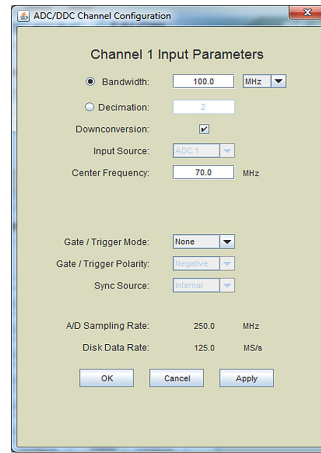 ADC/DDC Channel Configuration
Channel 1 Input Parameters
Bandwidth: 100.0 MHz
Decimation: 2
Downconversion:
Input Source: ADC 1
Center Frequency: 70.0 MHz
Gate / Trigger Mode: None
Gate / Trigger Polarity: Negative
Sync Source: Internal
A/D Sampling Rate: 250.0 MHz
Disk Data Rate: 125.0 MS/s
OK Cancel Apply